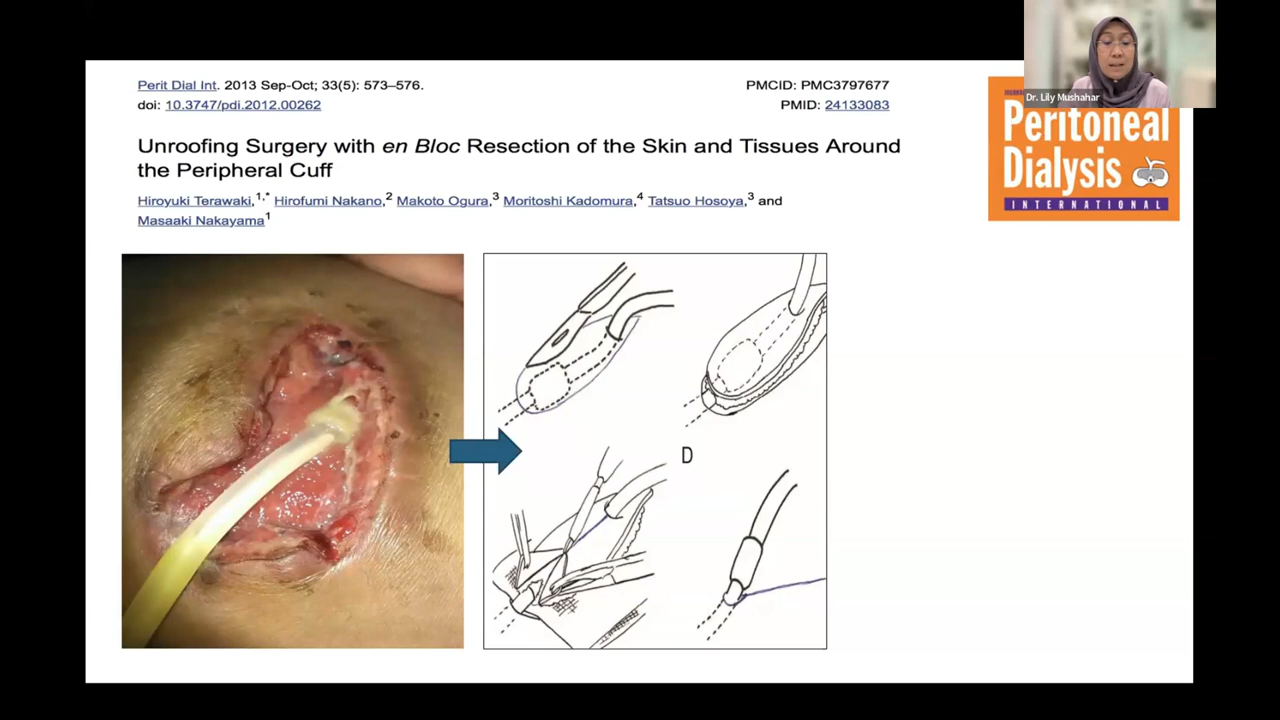 Perit Dial Int. 2013 Sep-Oct; 33(5): 573–576.
doi: 10.3747/pdi.2012.00262
PMCID: PMC3797677
PMID: 24133083
Dr. Lily Mushahar
Peritoneal
Dialysis
INTERNATIONAL
Unroofing Surgery with en Bloc Resection of the Skin and Tissues Around
the Peripheral Cuff
Hiroyuki Terawaki,1,* Hirofumi Nakano,2 Makoto Ogura,3 Moritoshi Kadomura,4 Tatsuo Hosoya,3 and
Masaaki Nakayama1
D